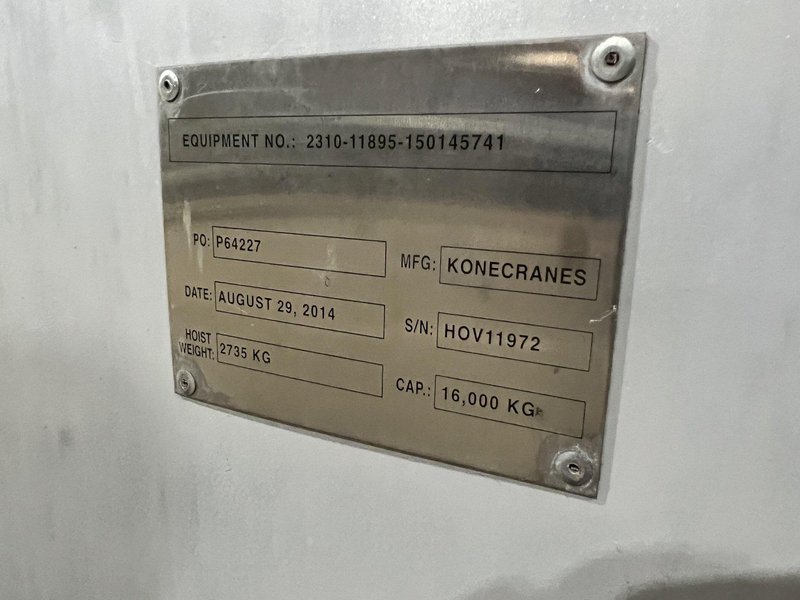 EQUIPMENT NO.: 2310-11895-150145741
PO: P64227
MFG: KONECRANES
DATE: AUGUST 29, 2014
S/N: HOV11972
HOIST
WEIGHT: 2735 KG
CAP.: 16,000 KG